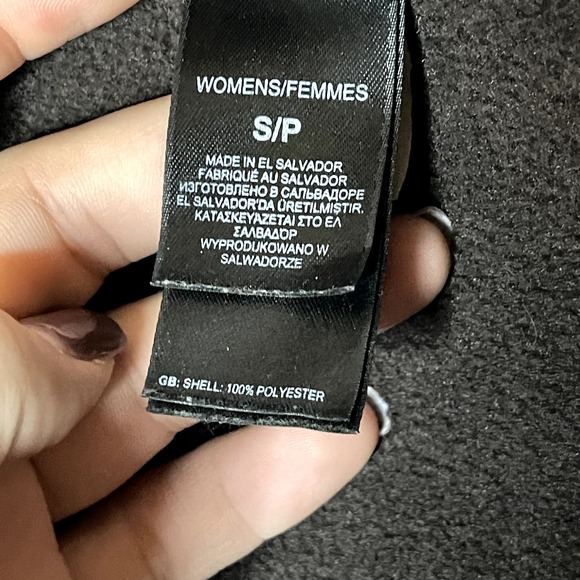 WOMENS/FEMMES
S/P
MADE IN EL SALVADOR
FABRIQUÉ AU SALVADOR
ИЗГОТОВЛЕНО В САЛЬВАДОРЕ
EL SALVADOR'DA ÜRETILMIŞTIR.
ΚΑΤΑΣΚΕΥΑΖΕΤΑΙ ΣΤΟ ΕΛ
ΣΑΛΒΑΔΟΡ
WYPRODUKOWANO W
SALWADORZE
GB: SHELL: 100% POLYESTER